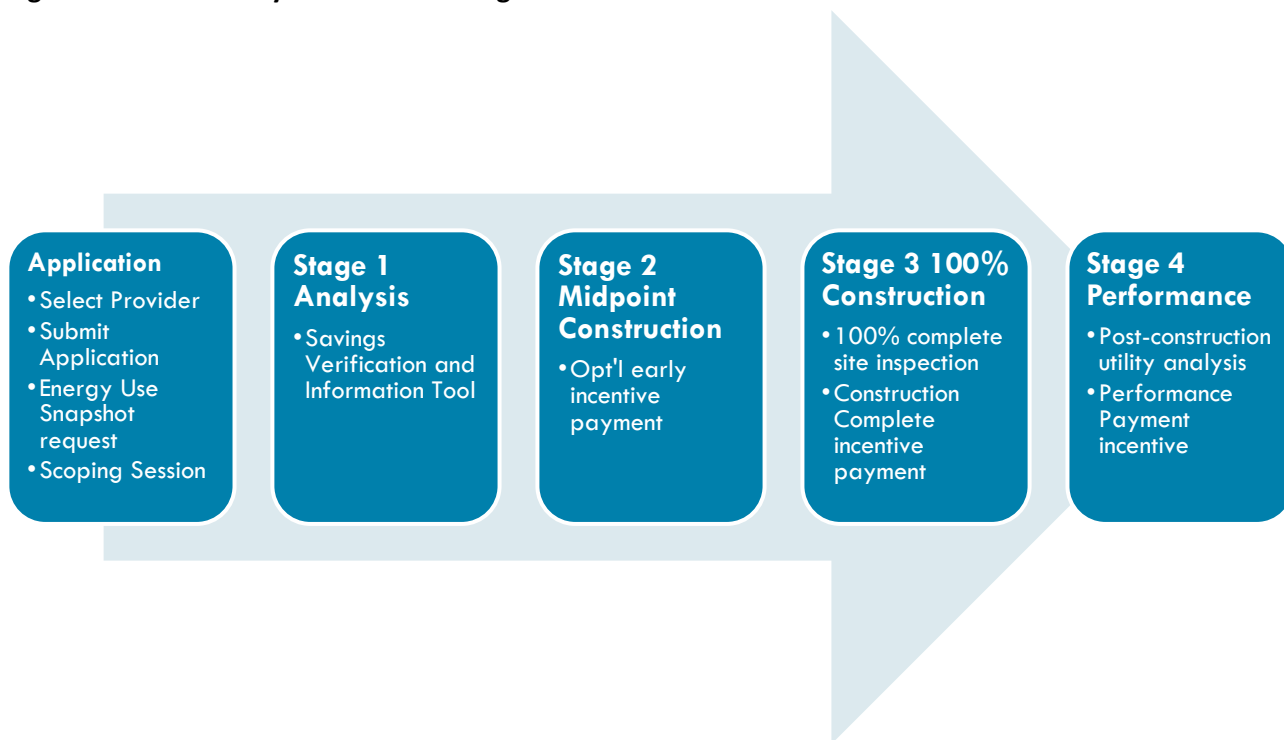 Application
• Select Provider
• Submit
Application
• Energy Use
Snapshot
request
• Scoping Session
Stage 1
Analysis
• Savings
Verification and
Information Tool
Stage 2
Midpoint
Construction
• Opt'l early
incentive
payment
Stage 3 100%
Construction
• 100% complete
site inspection
• Construction
Complete
incentive
payment
Stage 4
Performance
• Post-construction
utility analysis
• Performance
Payment
incentive